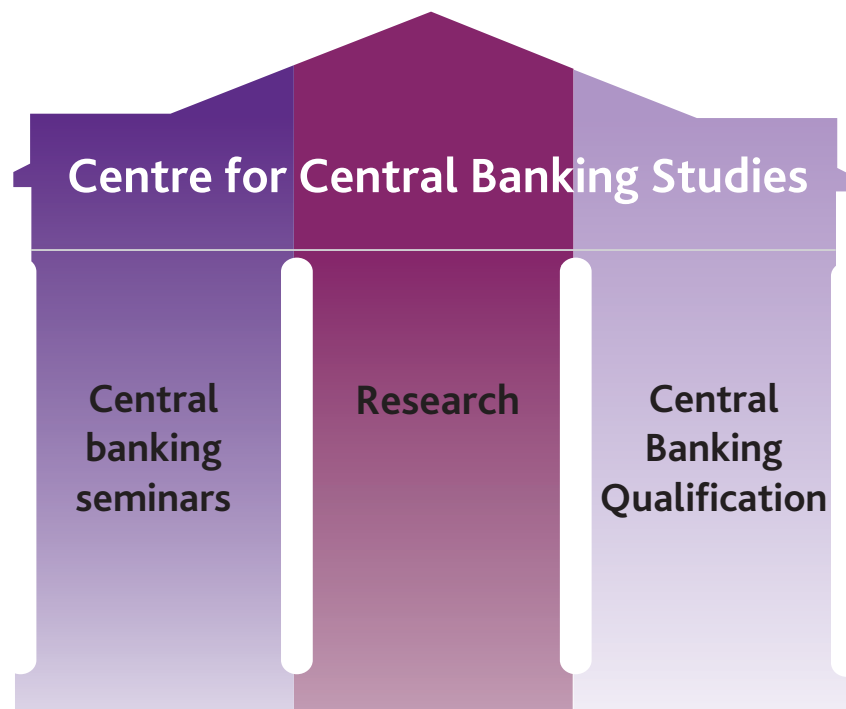 Centre for Central Banking Studies
Central
banking
seminars
Research
Central
Banking
Qualification